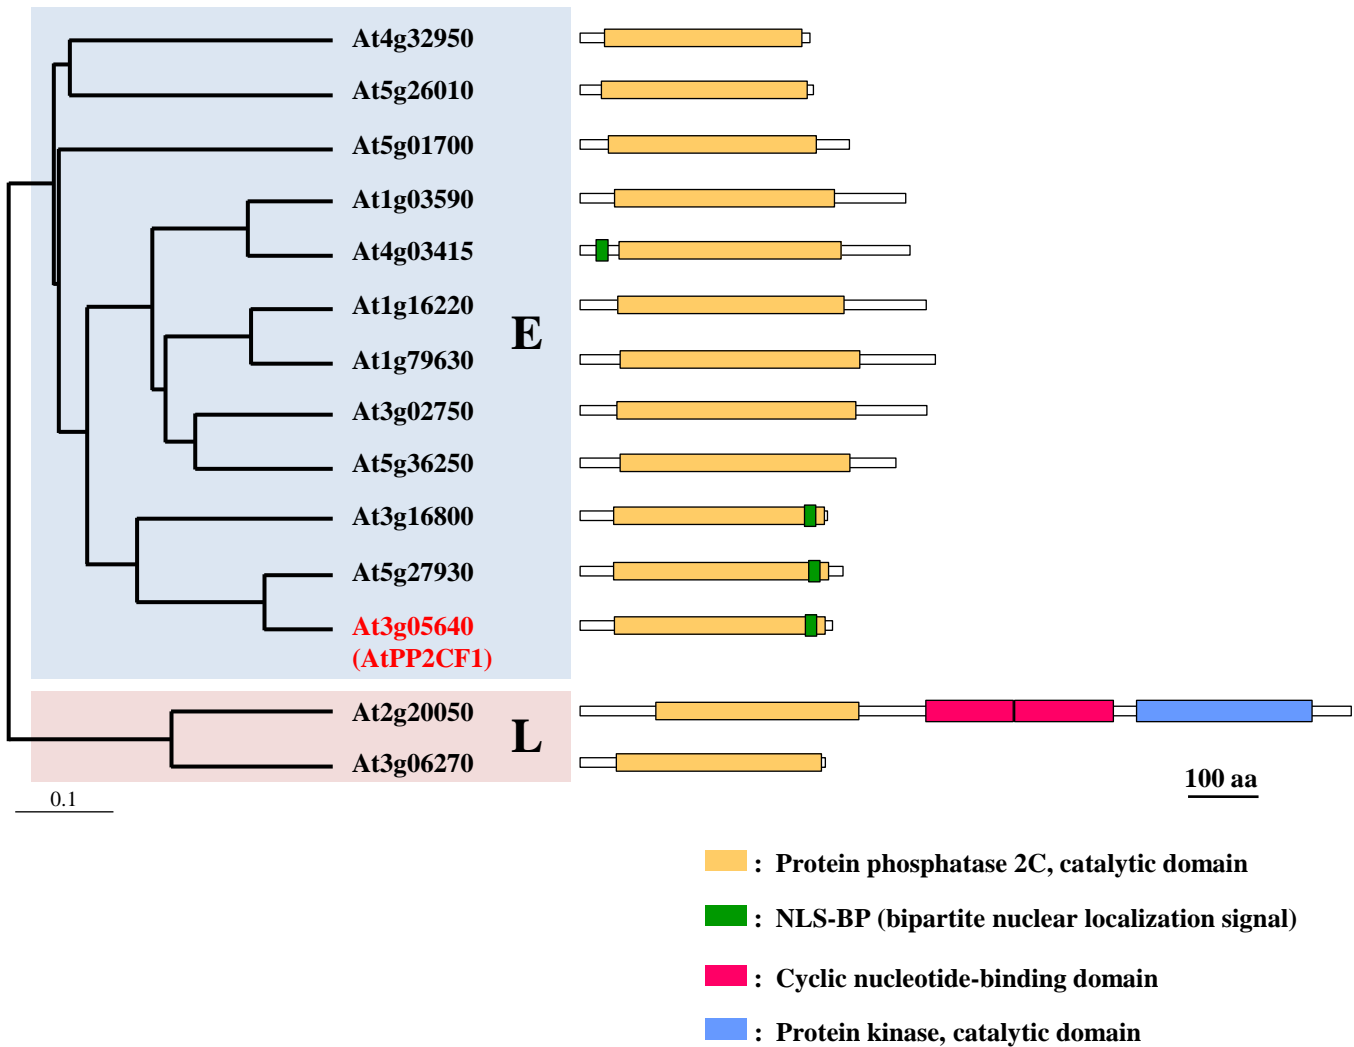 At4g32950
At5g26010
At5g01700
At1g03590
At4g03415
At1g16220
E
At1g79630
At3g02750
At5g36250
At3g16800
At5g27930
At3g05640
(AtPP2CF1)
At2g20050
L
At3g06270
100 aa
0.1
: Protein phosphatase 2C, catalytic domain
: NLS-BP (bipartite nuclear localization signal)
: Cyclic nucleotide-binding domain
: Protein kinase, catalytic domain